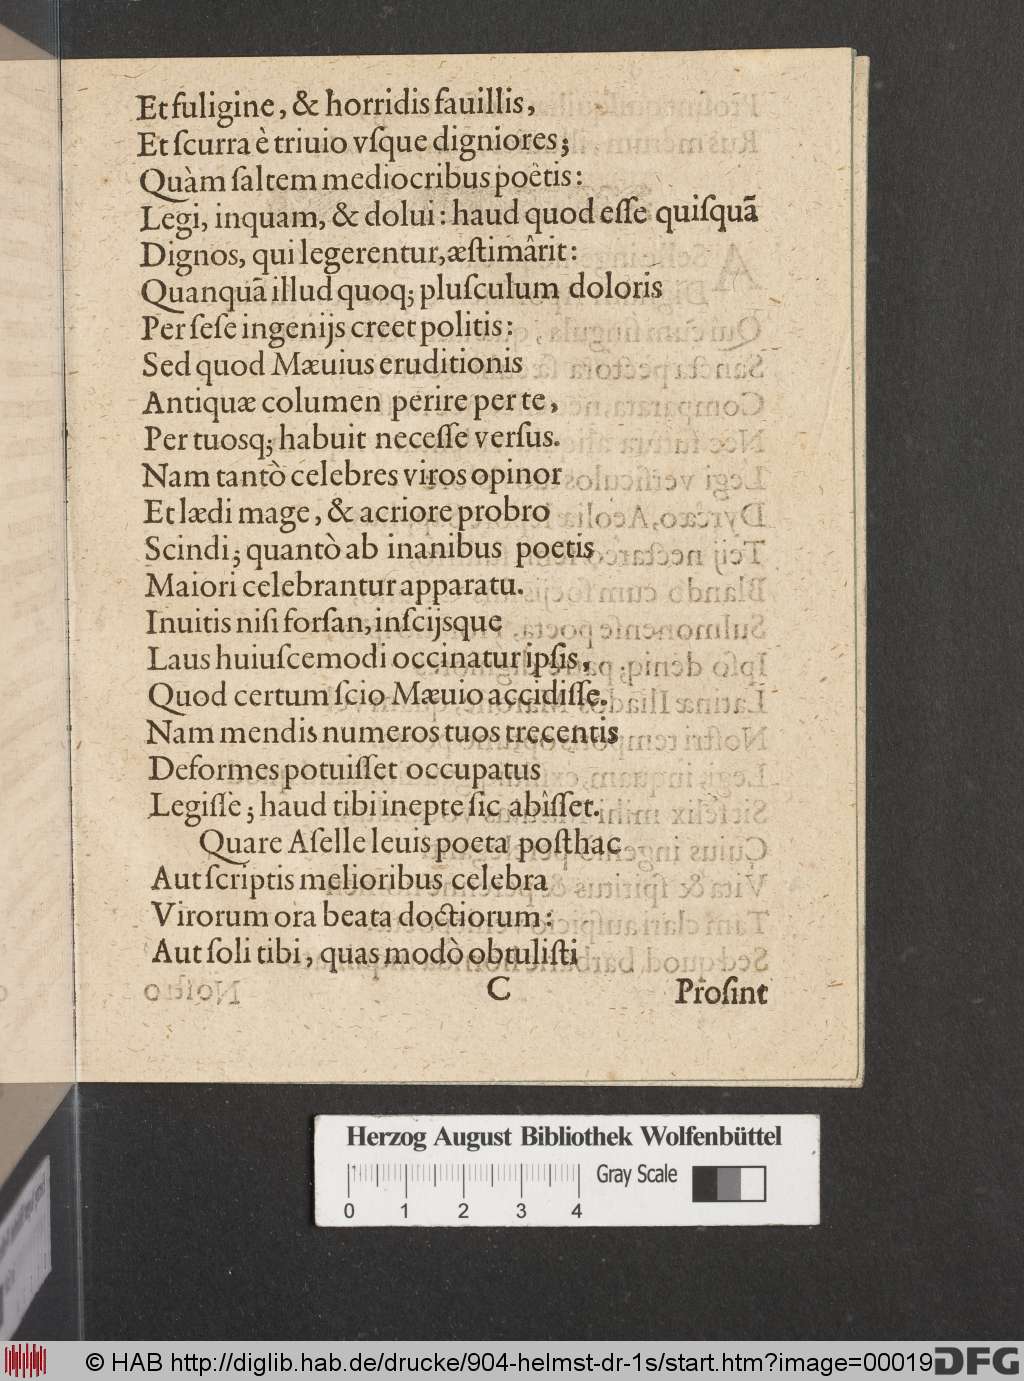 Et fuligine, & horridis fauillis,
Et ſcurra è triuio vſque digniores;
Quàm ſaltem mediocribus poëtis:
Legi, inquam, & dolui: haud quod eſſe quiſquã
Dignos, qui legerentur, æſtimârit:
Quanquã illud quoq; pluſculum doloris
Per ſeſe ingenijs creet politis:
Sed quod Mæuius eruditionis
Antiquæ columen perire per te,
Per tuosq; habuit neceſſe verſus.
Nam tantò celebres viros opinor
Et lædi mage, & acriore probro
Scindi; quantò ab inanibus poetis
Maiori celebrantur apparatu.
Inuitis niſi forſan, inſcijsque
Laus huiuſcemodi occinatur ipſis,
Quod certum ſcio Mæuio accidiſſe.
Nam mendis numeros tuos trecentis
Deformes potuiſſet occupatus
Legiſſe; haud tibi inepte ſic abîſſet.
Quare Aſelle leuis poeta poſthac
Aut ſcriptis melioribus celebra
Virorum ora beata doctiorum:
Aut ſoli tibi, quas modò obtuliſti
C Proſint
Herzog August Bibliothek Wolfenbüttel
Gray Scale
0 1 2 3 4
© HAB http://diglib.hab.de/drucke/904-helmst-dr-1s/start.htm?image=00019
DFG